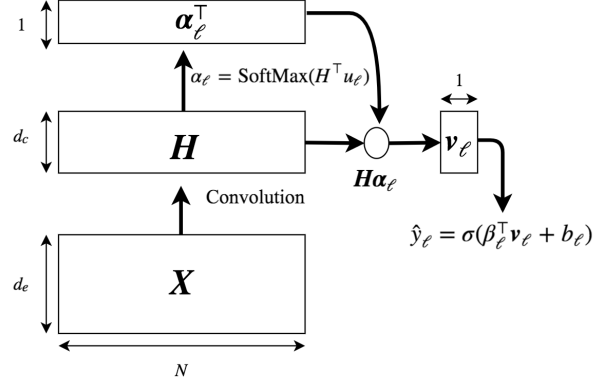 1
α_ℓ^⊤
α_ℓ = SoftMax(H^⊤u_ℓ)
1
d_c
H
v_ℓ
Hα_ℓ
Convolution
ŷ_ℓ = σ(β_ℓ^⊤v_ℓ + b_ℓ)
d_e
X
N